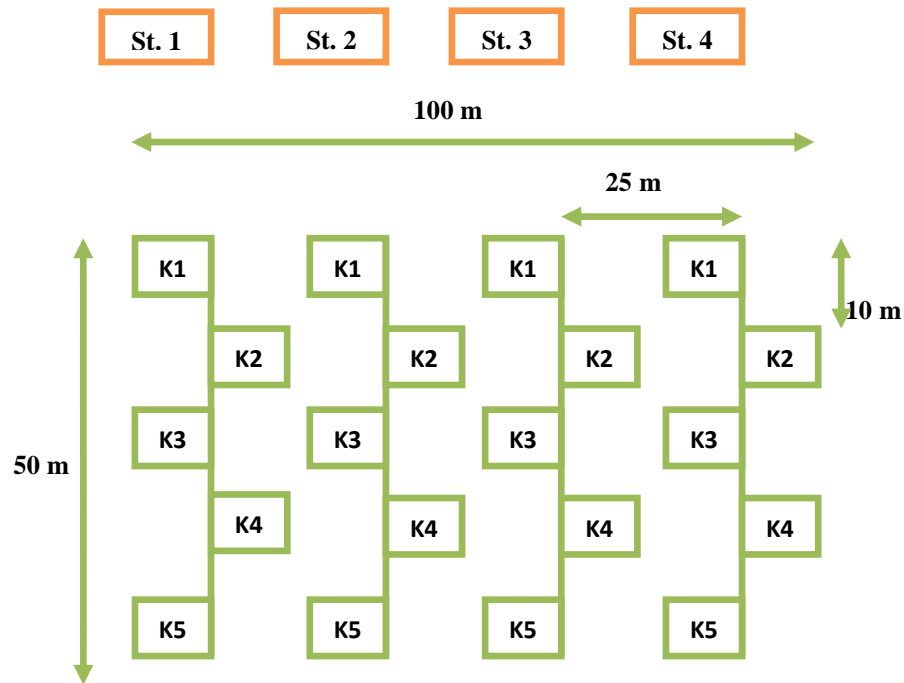 St. 1 St. 2 St. 3 St. 4
100 m
25 m
K1 K1 K1 K1
10 m
K2 K2 K2 K2
K3 K3 K3 K3
50 m
K4 K4 K4 K4
K5 K5 K5 K5